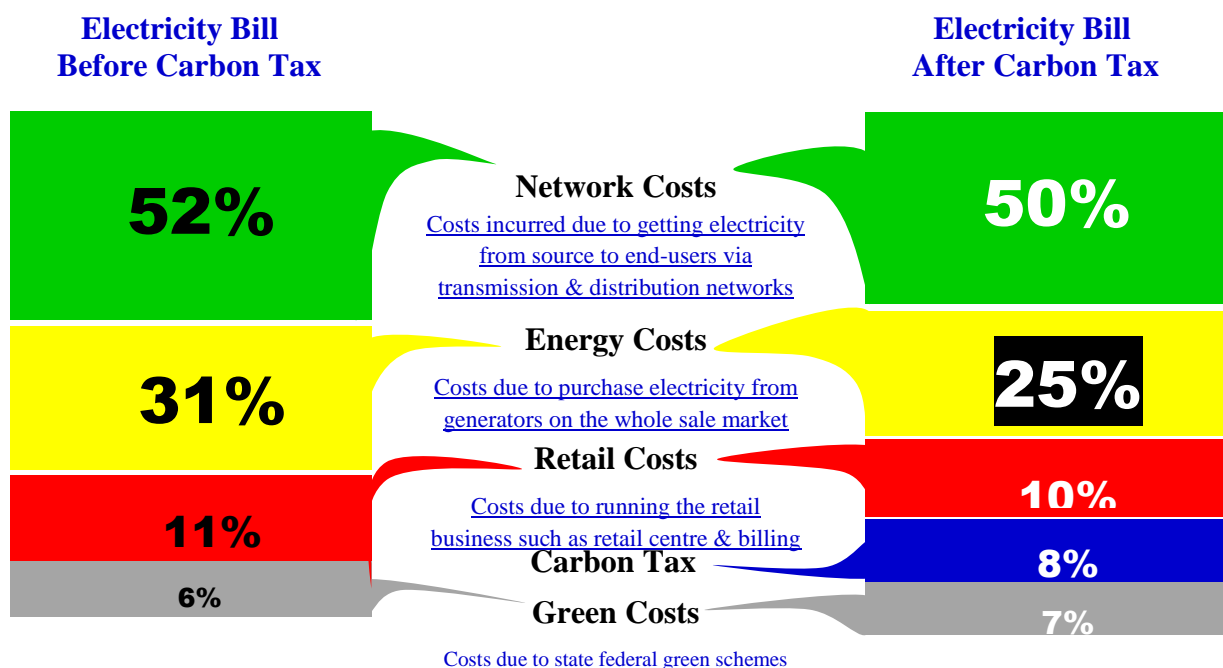 Electricity Bill
Before Carbon Tax
Electricity Bill
After Carbon Tax
52%
Network Costs
Costs incurred due to getting electricity
from source to end-users via
transmission & distribution networks
50%
31%
Energy Costs
Costs due to purchase electricity from
generators on the whole sale market
25%
11%
Retail Costs
Costs due to running the retail
business such as retail centre & billing
10%
Carbon Tax
8%
6%
Green Costs
Costs due to state federal green schemes
7%